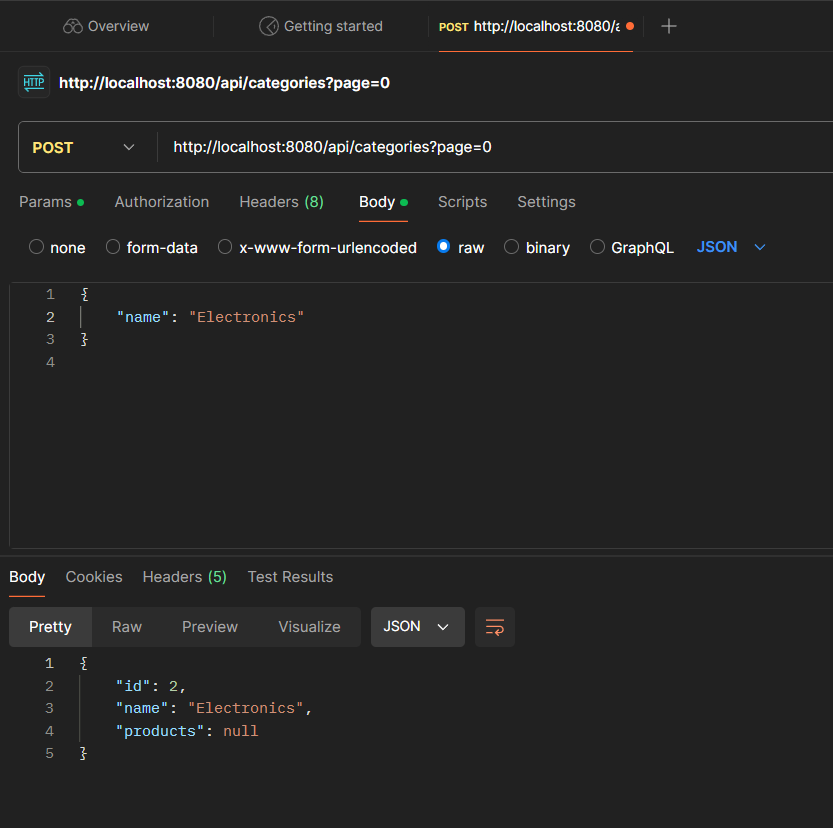 Overview Getting started POST http://localhost:8080/a
HTTP http://localhost:8080/api/categories?page=0
POST http://localhost:8080/api/categories?page=0
Params Authorization Headers (8) Body Scripts Settings
none form-data x-www-form-urlencoded raw binary GraphQL JSON
1 {
2 "name": "Electronics"
3 }
4
Body Cookies Headers (5) Test Results
Pretty Raw Preview Visualize JSON
1 {
2 "id": 2,
3 "name": "Electronics",
4 "products": null
5 }